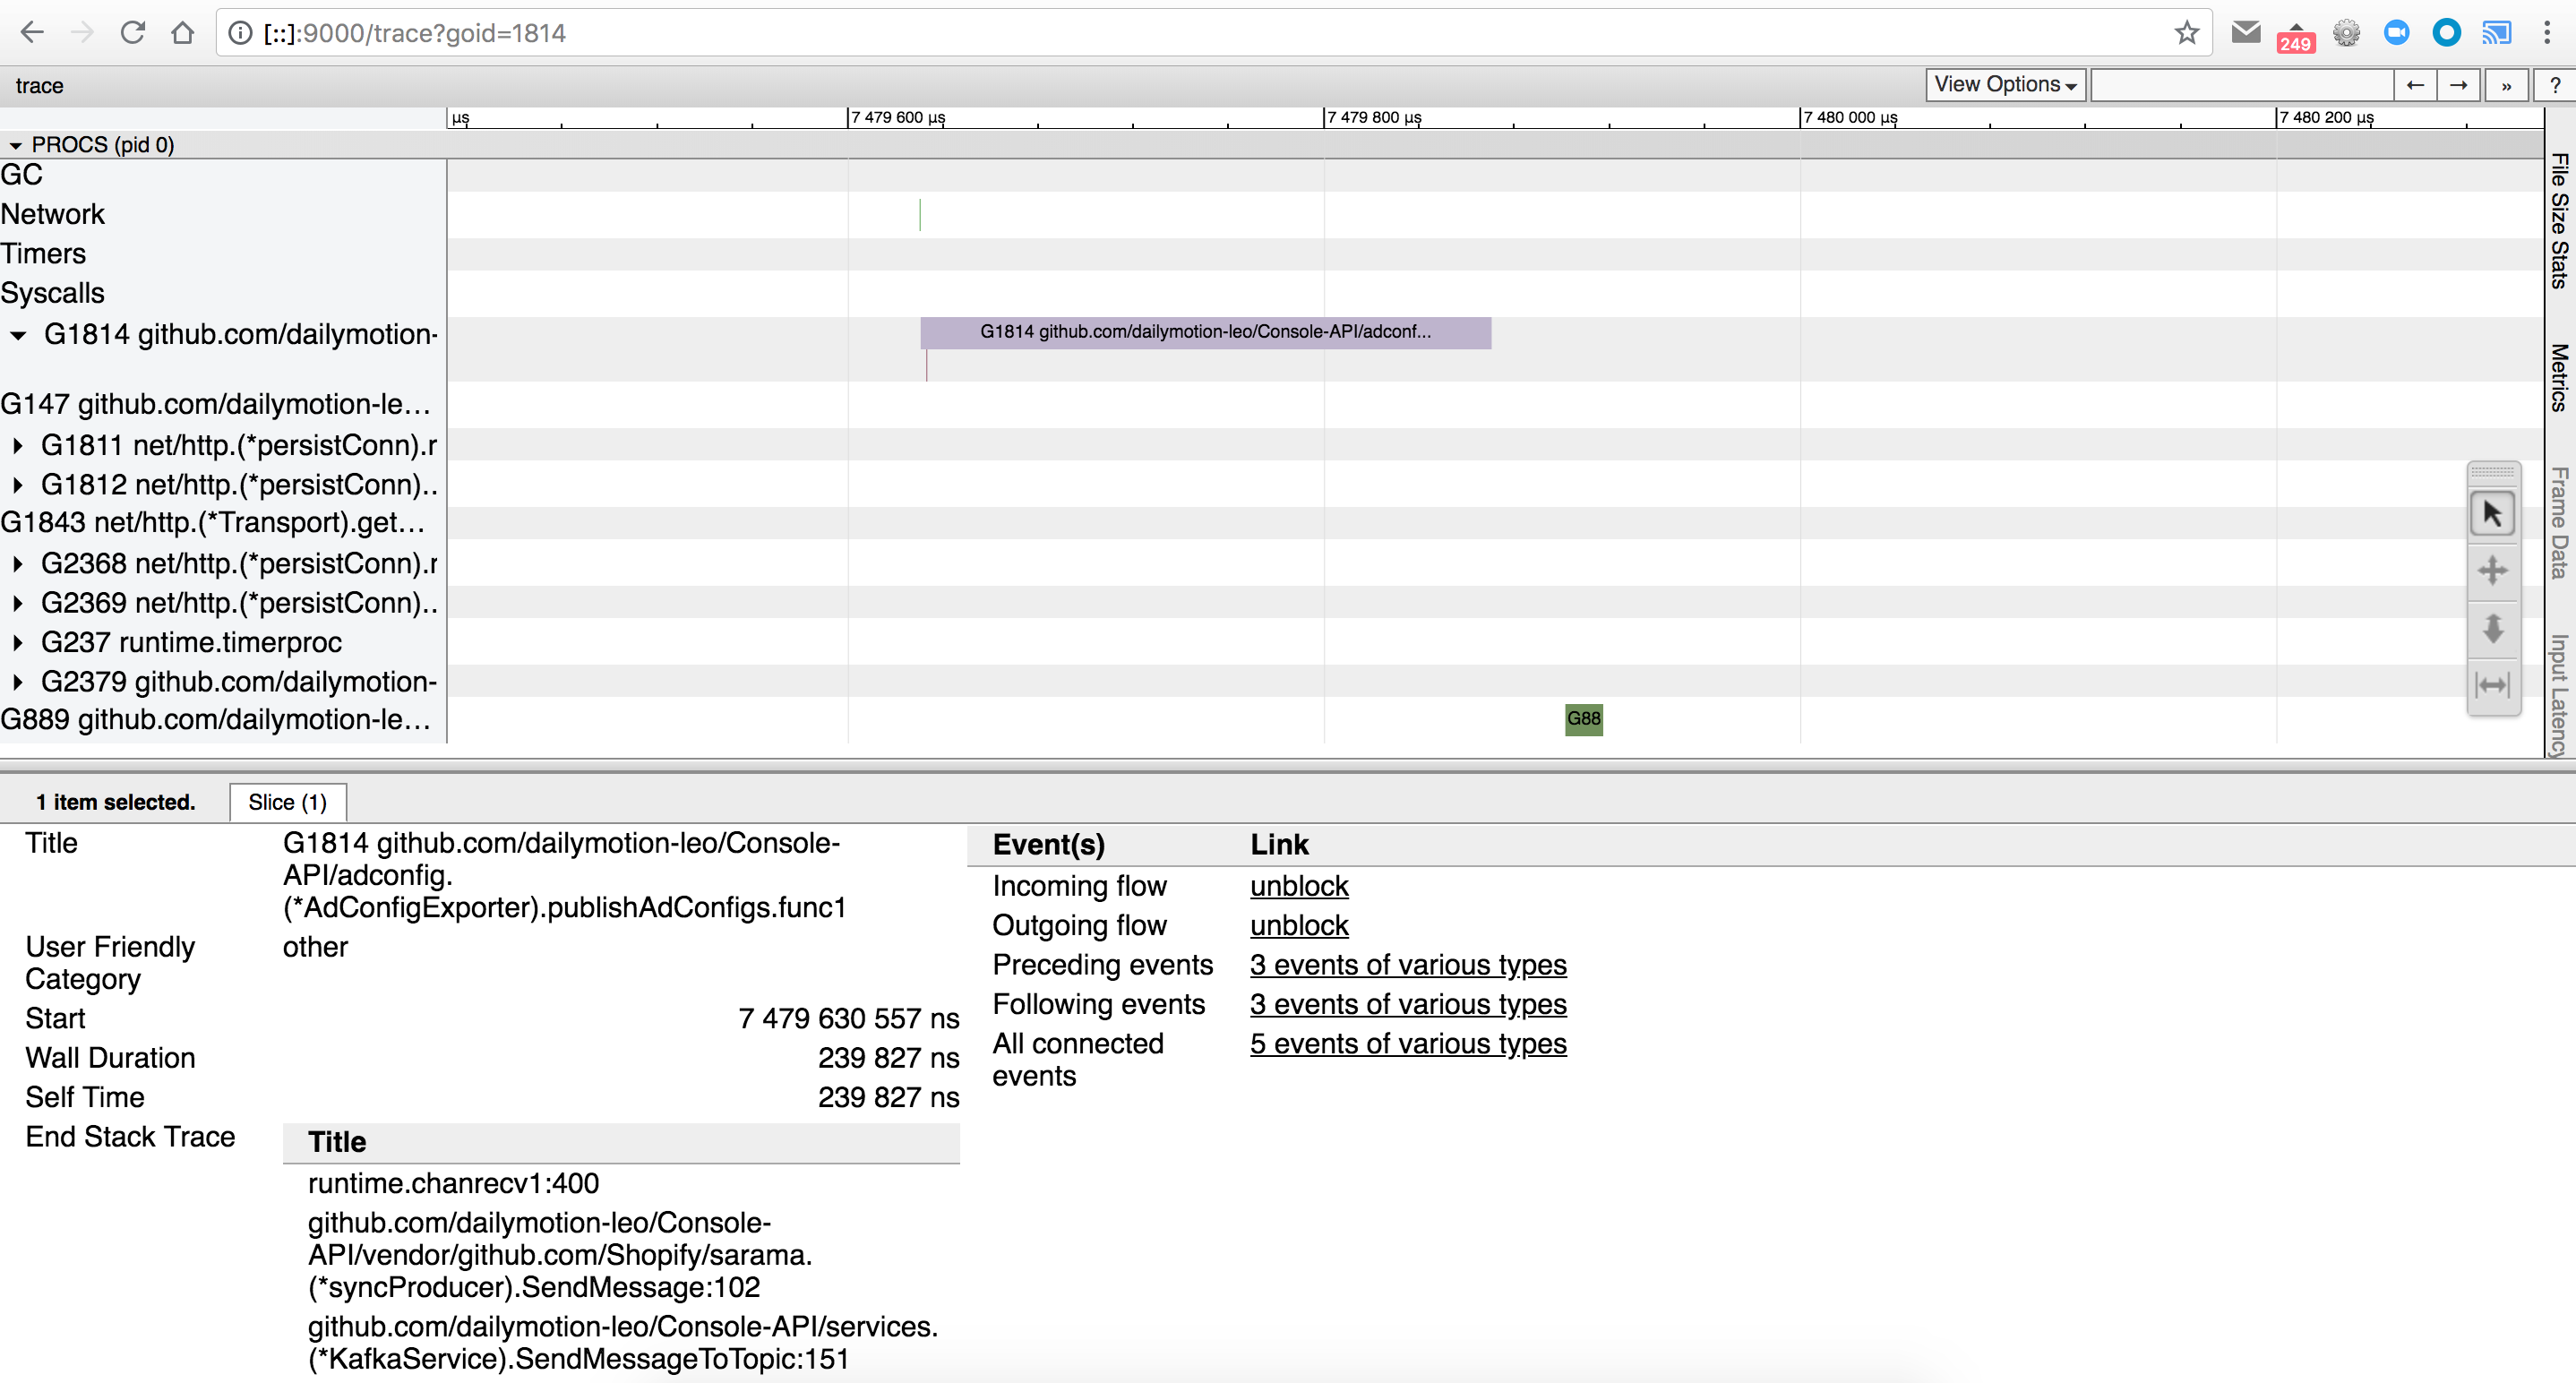 [::]:9000/trace?goid=1814
249
trace
View Options
← → » ?
µs 7 479 600 µs 7 479 800 µs 7 480 000 µs 7 480 200 µs
PROCS (pid 0)
GC
Network
Timers
Syscalls
G1814 github.com/dailymotion-
G1814 github.com/dailymotion-leo/Console-API/adconf...
G147 github.com/dailymotion-le…
G1811 net/http.(*persistConn).r
G1812 net/http.(*persistConn)..
G1843 net/http.(*Transport).get…
G2368 net/http.(*persistConn).r
G2369 net/http.(*persistConn)..
G237 runtime.timerproc
G2379 github.com/dailymotion-
G889 github.com/dailymotion-le…
G88
File Size Stats
Metrics
Frame Data
Input Latency
1 item selected.
Slice (1)
Title
G1814 github.com/dailymotion-leo/Console-
API/adconfig.
(*AdConfigExporter).publishAdConfigs.func1
User Friendly
Category
other
Start
7 479 630 557 ns
Wall Duration
239 827 ns
Self Time
239 827 ns
End Stack Trace
Title
runtime.chanrecv1:400
github.com/dailymotion-leo/Console-
API/vendor/github.com/Shopify/sarama.
(*syncProducer).SendMessage:102
github.com/dailymotion-leo/Console-API/services.
(*KafkaService).SendMessageToTopic:151
Event(s) Link
Incoming flow unblock
Outgoing flow unblock
Preceding events 3 events of various types
Following events 3 events of various types
All connected
events
5 events of various types